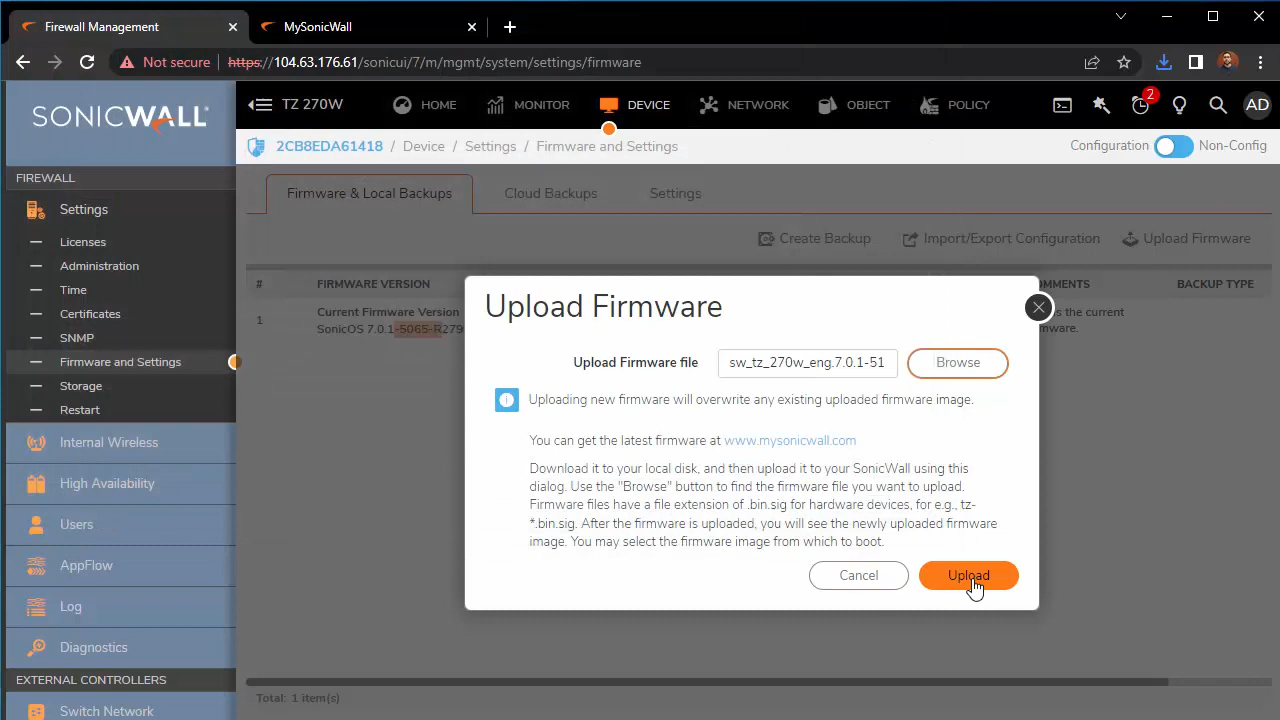 Firewall Management
MySonicWall
Not secure
https://104.63.176.61/sonicui/7/m/mgmt/system/settings/firmware
SONICWALL
TZ 270W
HOME
MONITOR
DEVICE
NETWORK
OBJECT
POLICY
2
AD
2CB8EDA61418 / Device / Settings / Firmware and Settings
Configuration
Non-Config
FIREWALL
Settings
Licenses
Administration
Time
Certificates
SNMP
Firmware and Settings
Storage
Restart
Internal Wireless
High Availability
Users
AppFlow
Log
Diagnostics
EXTERNAL CONTROLLERS
Switch Network
Firmware & Local Backups
Cloud Backups
Settings
Create Backup
Import/Export Configuration
Upload Firmware
#
FIRMWARE VERSION
BACKUP TYPE
1
Current Firmware Version
SonicOS 7.0.1-5065-R279
the current
Upload Firmware
Upload Firmware file
sw_tz_270w_eng.7.0.1-51
Browse
Uploading new firmware will overwrite any existing uploaded firmware image.
You can get the latest firmware at www.mysonicwall.com
Download it to your local disk, and then upload it to your SonicWall using this
dialog. Use the "Browse" button to find the firmware file you want to upload.
Firmware files have a file extension of .bin.sig for hardware devices, for e.g., tz-
*.bin.sig. After the firmware is uploaded, you will see the newly uploaded firmware
image. You may select the firmware image from which to boot.
Cancel
Upload
Total: 1 item(s)